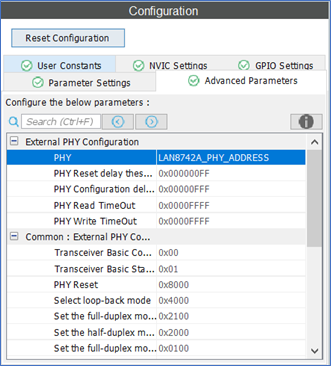 Configuration
Reset Configuration
User Constants NVIC Settings GPIO Settings
Parameter Settings Advanced Parameters
Configure the below parameters :
Search (Ctrl+F)
External PHY Configuration
PHY LAN8742A_PHY_ADDRESS
PHY Reset delay thes... 0x000000FF
PHY Configuration del... 0x00000FFF
PHY Read TimeOut 0x0000FFFF
PHY Write TimeOut 0x0000FFFF
Common : External PHY Co...
Transceiver Basic Co... 0x00
Transceiver Basic Sta... 0x01
PHY Reset 0x8000
Select loop-back mode 0x4000
Set the full-duplex mo... 0x2100
Set the half-duplex mo... 0x2000
Set the full-duplex mo... 0x0100